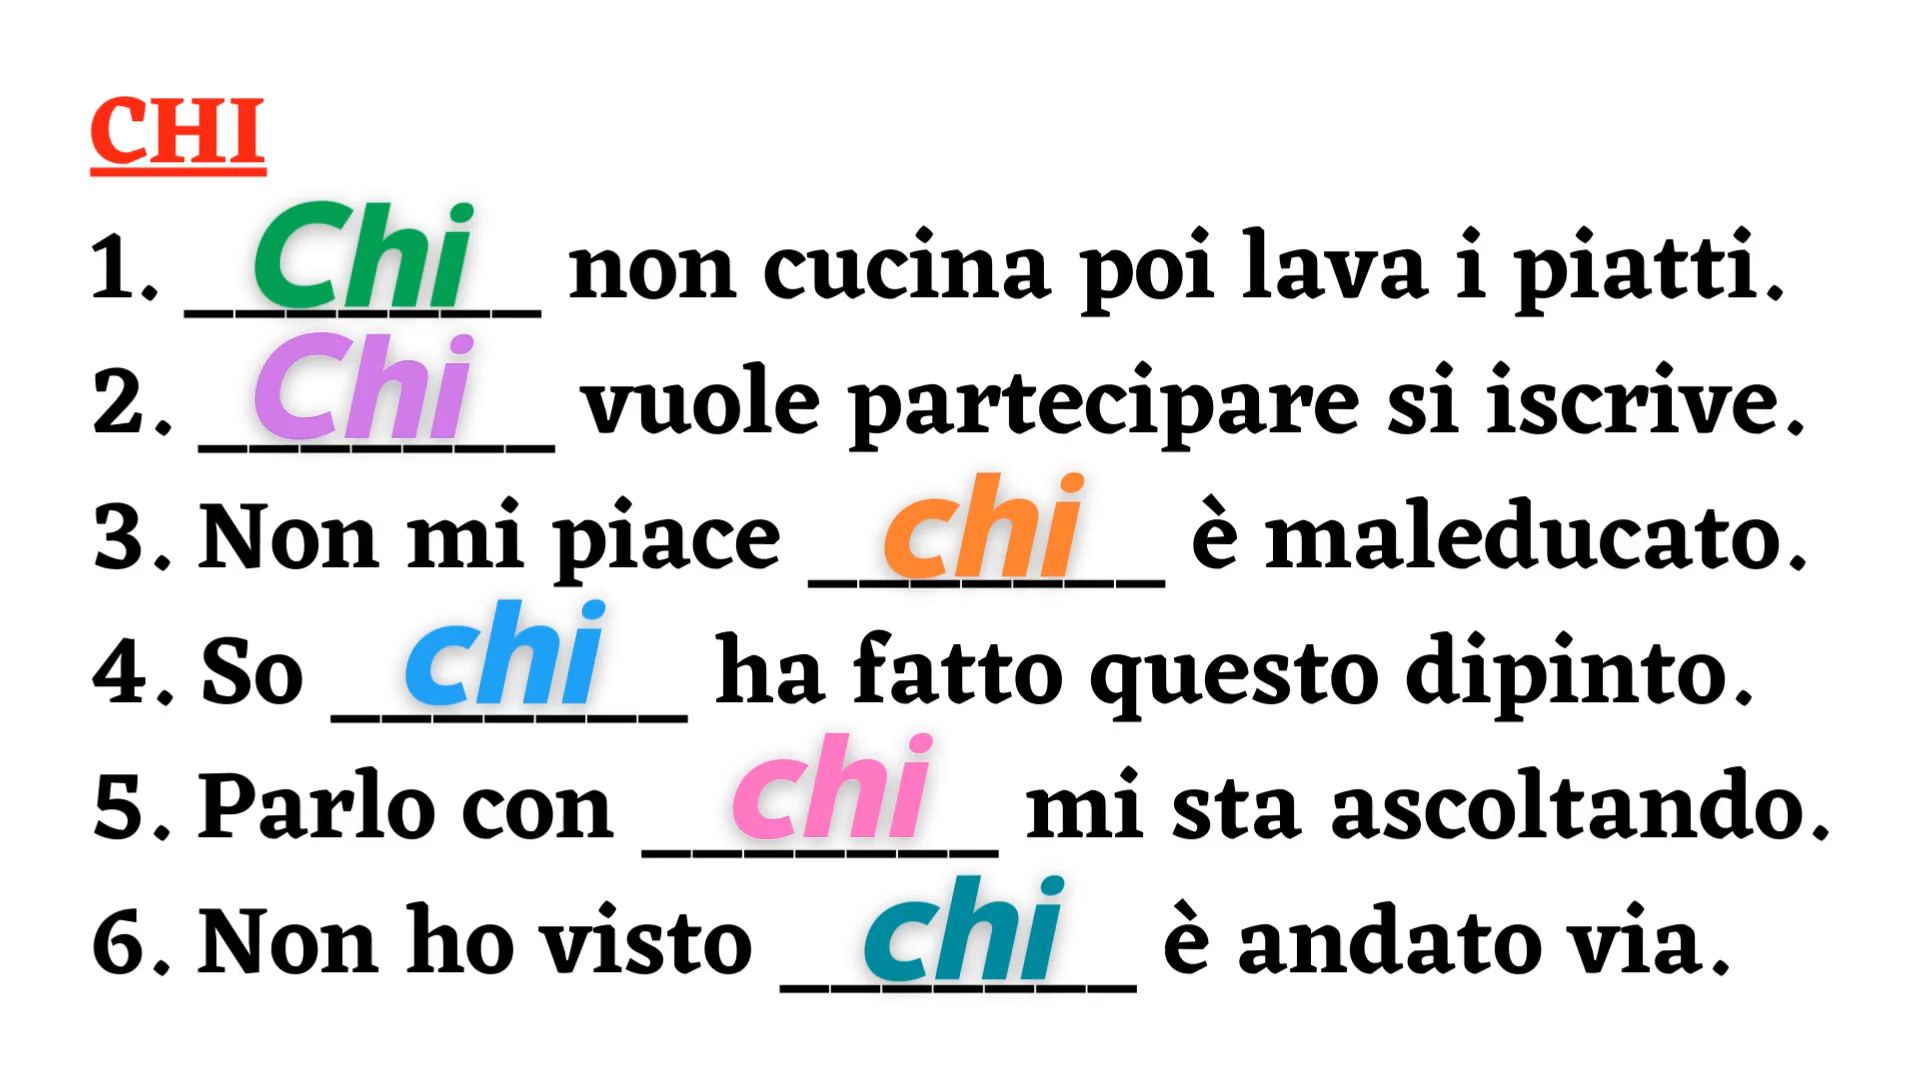 CHI
1. Chi non cucina poi lava i piatti.
2. Chi vuole partecipare si iscrive.
3. Non mi piace chi è maleducato.
4. So chi ha fatto questo dipinto.
5. Parlo con chi mi sta ascoltando.
6. Non ho visto chi è andato via.